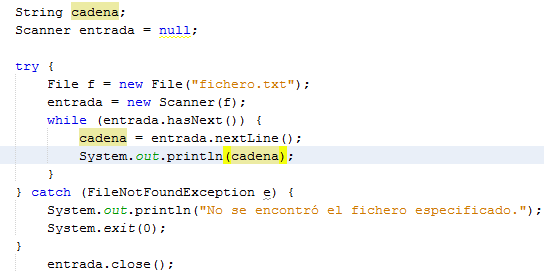 String cadena;
Scanner entrada = null;
try {
File f = new File("fichero.txt");
entrada = new Scanner(f);
while (entrada.hasNext()) {
cadena = entrada.nextLine();
System.out.println(cadena);
}
} catch (FileNotFoundException e) {
System.out.println("No se encontró el fichero especificado.");
System.exit(0);
}
entrada.close();